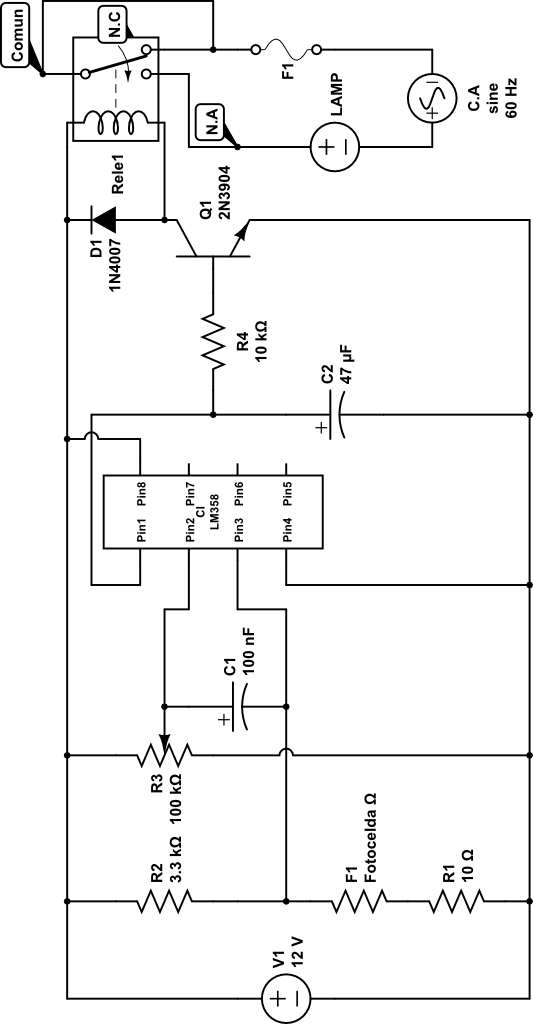 V1
12 V
R2
3.3 kΩ
F1
Fotocelda Ω
R1
10 Ω
R3
100 kΩ
C1
100 nF
+
Pin8
Pin7
Pin6
Pin5
CI
LM358
Pin1
Pin2
Pin3
Pin4
C2
47 µF
+
R4
10 kΩ
D1
1N4007
Q1
2N3904
Rele1
Comun
N.C
N.A
F1
LAMP
+ −
C.A
sine
60 Hz
+
+ −